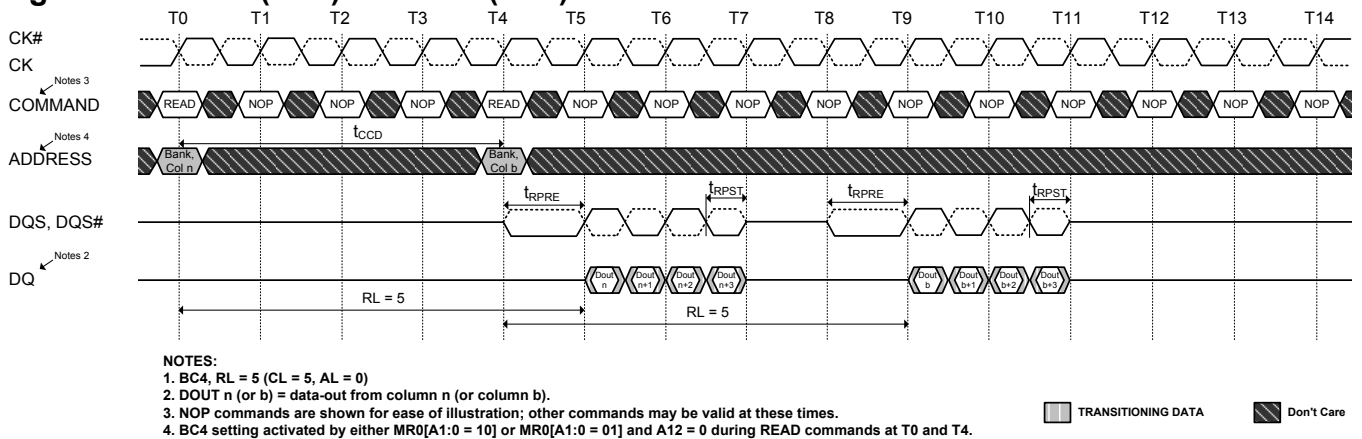 T0 T1 T2 T3 T4 T5 T6 T7 T8 T9 T10 T11 T12 T13 T14
CK#
CK
Notes 3
COMMAND READ NOP NOP NOP READ NOP NOP NOP NOP NOP NOP NOP NOP NOP NOP
Notes 4
tCCD
ADDRESS
Bank, Col n
Bank, Col b
tRPRE tRPST tRPRE tRPST
DQS, DQS#
Notes 2
DQ
Dout n
Dout n+1
Dout n+2
Dout n+3
Dout b
Dout b+1
Dout b+2
Dout b+3
RL = 5
RL = 5
NOTES:
1. BC4, RL = 5 (CL = 5, AL = 0)
2. DOUT n (or b) = data-out from column n (or column b).
3. NOP commands are shown for ease of illustration; other commands may be valid at these times.
4. BC4 setting activated by either MR0[A1:0 = 10] or MR0[A1:0 = 01] and A12 = 0 during READ commands at T0 and T4.
TRANSITIONING DATA Don't Care